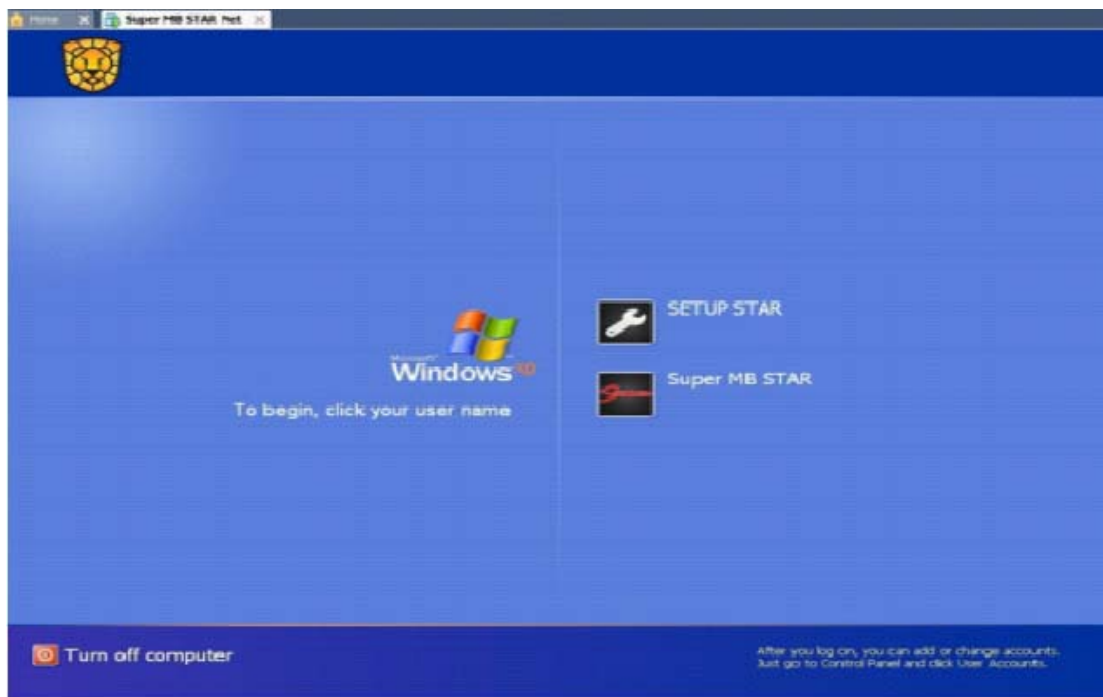 Home
Super MB STAR Net
SETUP STAR
Microsoft
Windows xp
To begin, click your user name
Super MB STAR
Turn off computer
After you log on, you can add or change accounts.
Just go to Control Panel and click User Accounts.